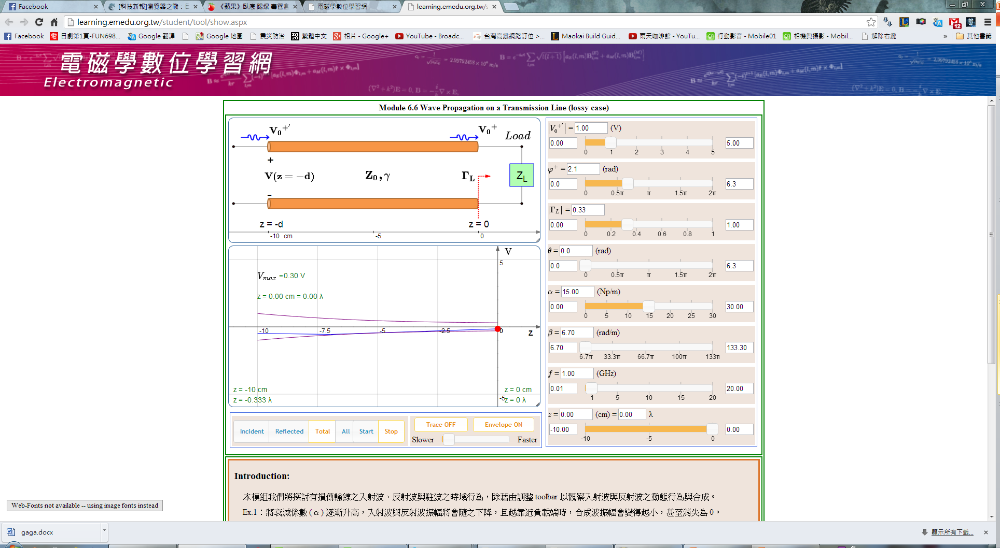 Facebook
[科技新報]瀏覽器之戰：
《蘋果》臥底 踢爆 毒餐
電磁學數位學習網
learning.emedu.org.tw/s
learning.emedu.org.tw/student/tool/show.aspx
12
Facebook
日劇第1頁-FUN698...
Google 翻譯
Google 地圖
震災防治
繁體中文
相片 - Google+
YouTube - Broadc...
台灣高鐵網路訂位 >...
Maokai Build Guid...
雨天咖啡館 - YouTu...
行動影音 - Mobile01
相機與攝影 - Mobil...
解除右鍵
»
其他書籤
電磁學數位學習網
Electromagnetic
Module 6.6 Wave Propagation on a Transmission Line (lossy case)
V₀⁺′
V₀⁺
Load
+
V(z = −d)
Z₀, γ
Γ_L
Z_L
-
z = -d
z = 0
-10 cm
-5
0
V
5
V_max =0.30 V
z = 0.00 cm = 0.00 λ
-10
-7.5
-5
-2.5
0
z
z = -10 cm
z = 0 cm
z = -0.333 λ
-5
z = 0 λ
Incident
Reflected
Total
All
Start
Stop
Trace OFF
Envelope ON
Slower
Faster
|V₀⁺′| = 1.00 (V)
0.00
5.00
0 1 2 3 4 5
φ⁺ = 2.1 (rad)
0.0
6.3
0 0.5π π 1.5π 2π
|Γ_L| = 0.33
0.00
1.00
0 0.2 0.4 0.6 0.8 1
θ = 0.0 (rad)
0.0
6.3
0 0.5π π 1.5π 2π
α = 15.00 (Np/m)
0.00
30.00
0 5 10 15 20 25 30
β = 6.70 (rad/m)
6.70
133.30
6.7π 33.3π 66.7π 100π 133π
f = 1.00 (GHz)
0.01
20.00
1 5 10 15 20
z = 0.00 (cm) = 0.00 λ
-10.00
0.00
-10 -5 0
Introduction:
本模組我們將探討有損傳輸線之入射波、反射波與駐波之時域行為，除藉由調整 toolbar 以觀察入射波與反射波之動態行為與合成。
Ex.1：將衰減係數 ( α ) 逐漸升高，入射波與反射波振幅將會隨之下降，且越靠近負載端時，合成波振幅會變得越小，甚至消失為 0。
Web-Fonts not available -- using image fonts instead
gaga.docx
顯示所有下載...